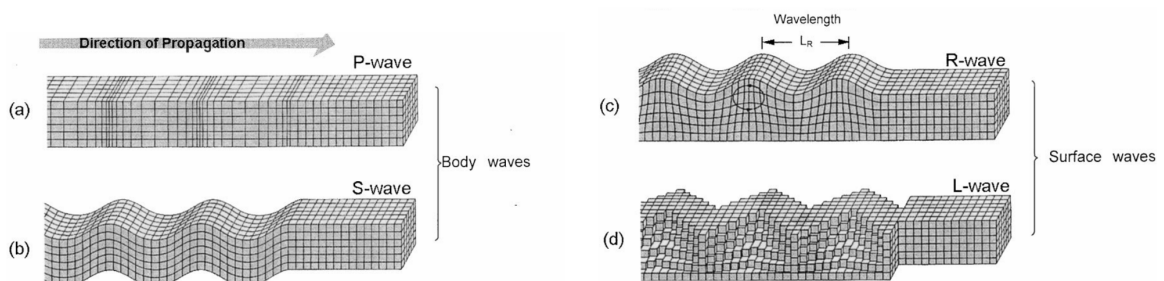 Direction of Propagation
P-wave
(a)
Body waves
S-wave
(b)
Wavelength
L_R
R-wave
(c)
Surface waves
L-wave
(d)